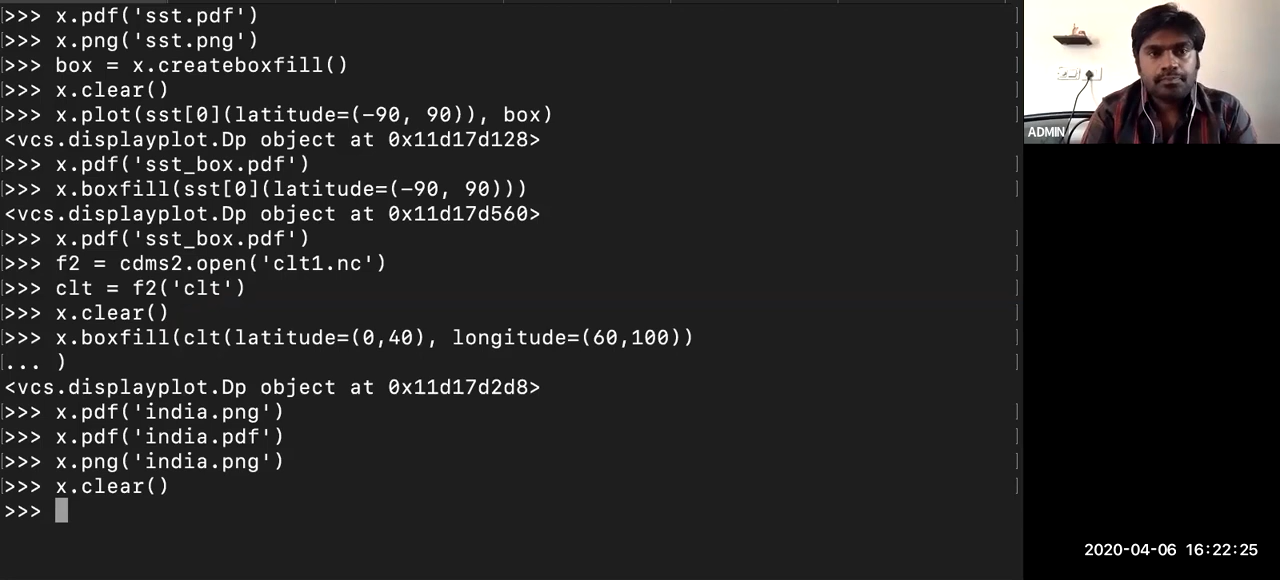 >>> x.pdf('sst.pdf')
>>> x.png('sst.png')
>>> box = x.createboxfill()
>>> x.clear()
>>> x.plot(sst[0](latitude=(-90, 90)), box)
<vcs.displayplot.Dp object at 0x11d17d128>
>>> x.pdf('sst_box.pdf')
>>> x.boxfill(sst[0](latitude=(-90, 90)))
<vcs.displayplot.Dp object at 0x11d17d560>
>>> x.pdf('sst_box.pdf')
>>> f2 = cdms2.open('clt1.nc')
>>> clt = f2('clt')
>>> x.clear()
>>> x.boxfill(clt(latitude=(0,40), longitude=(60,100))
... )
<vcs.displayplot.Dp object at 0x11d17d2d8>
>>> x.pdf('india.png')
>>> x.pdf('india.pdf')
>>> x.png('india.png')
>>> x.clear()
>>>
ADMIN
2020-04-06 16:22:25